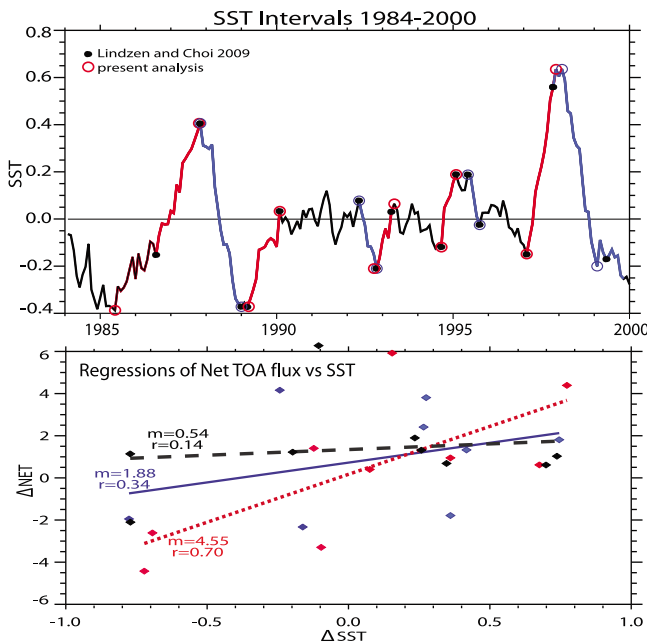 SST Intervals 1984-2000
Lindzen and Choi 2009
present analysis
SST
0.8
0.6
0.4
0.2
0.0
-0.2
-0.4
1985
1990
1995
2000
Regressions of Net TOA flux vs SST
m=0.54
r=0.14
m=1.88
r=0.34
m=4.55
r=0.70
ΔNET
6
4
2
0
-2
-4
-6
-1.0
-0.5
0.0
0.5
1.0
Δ SST